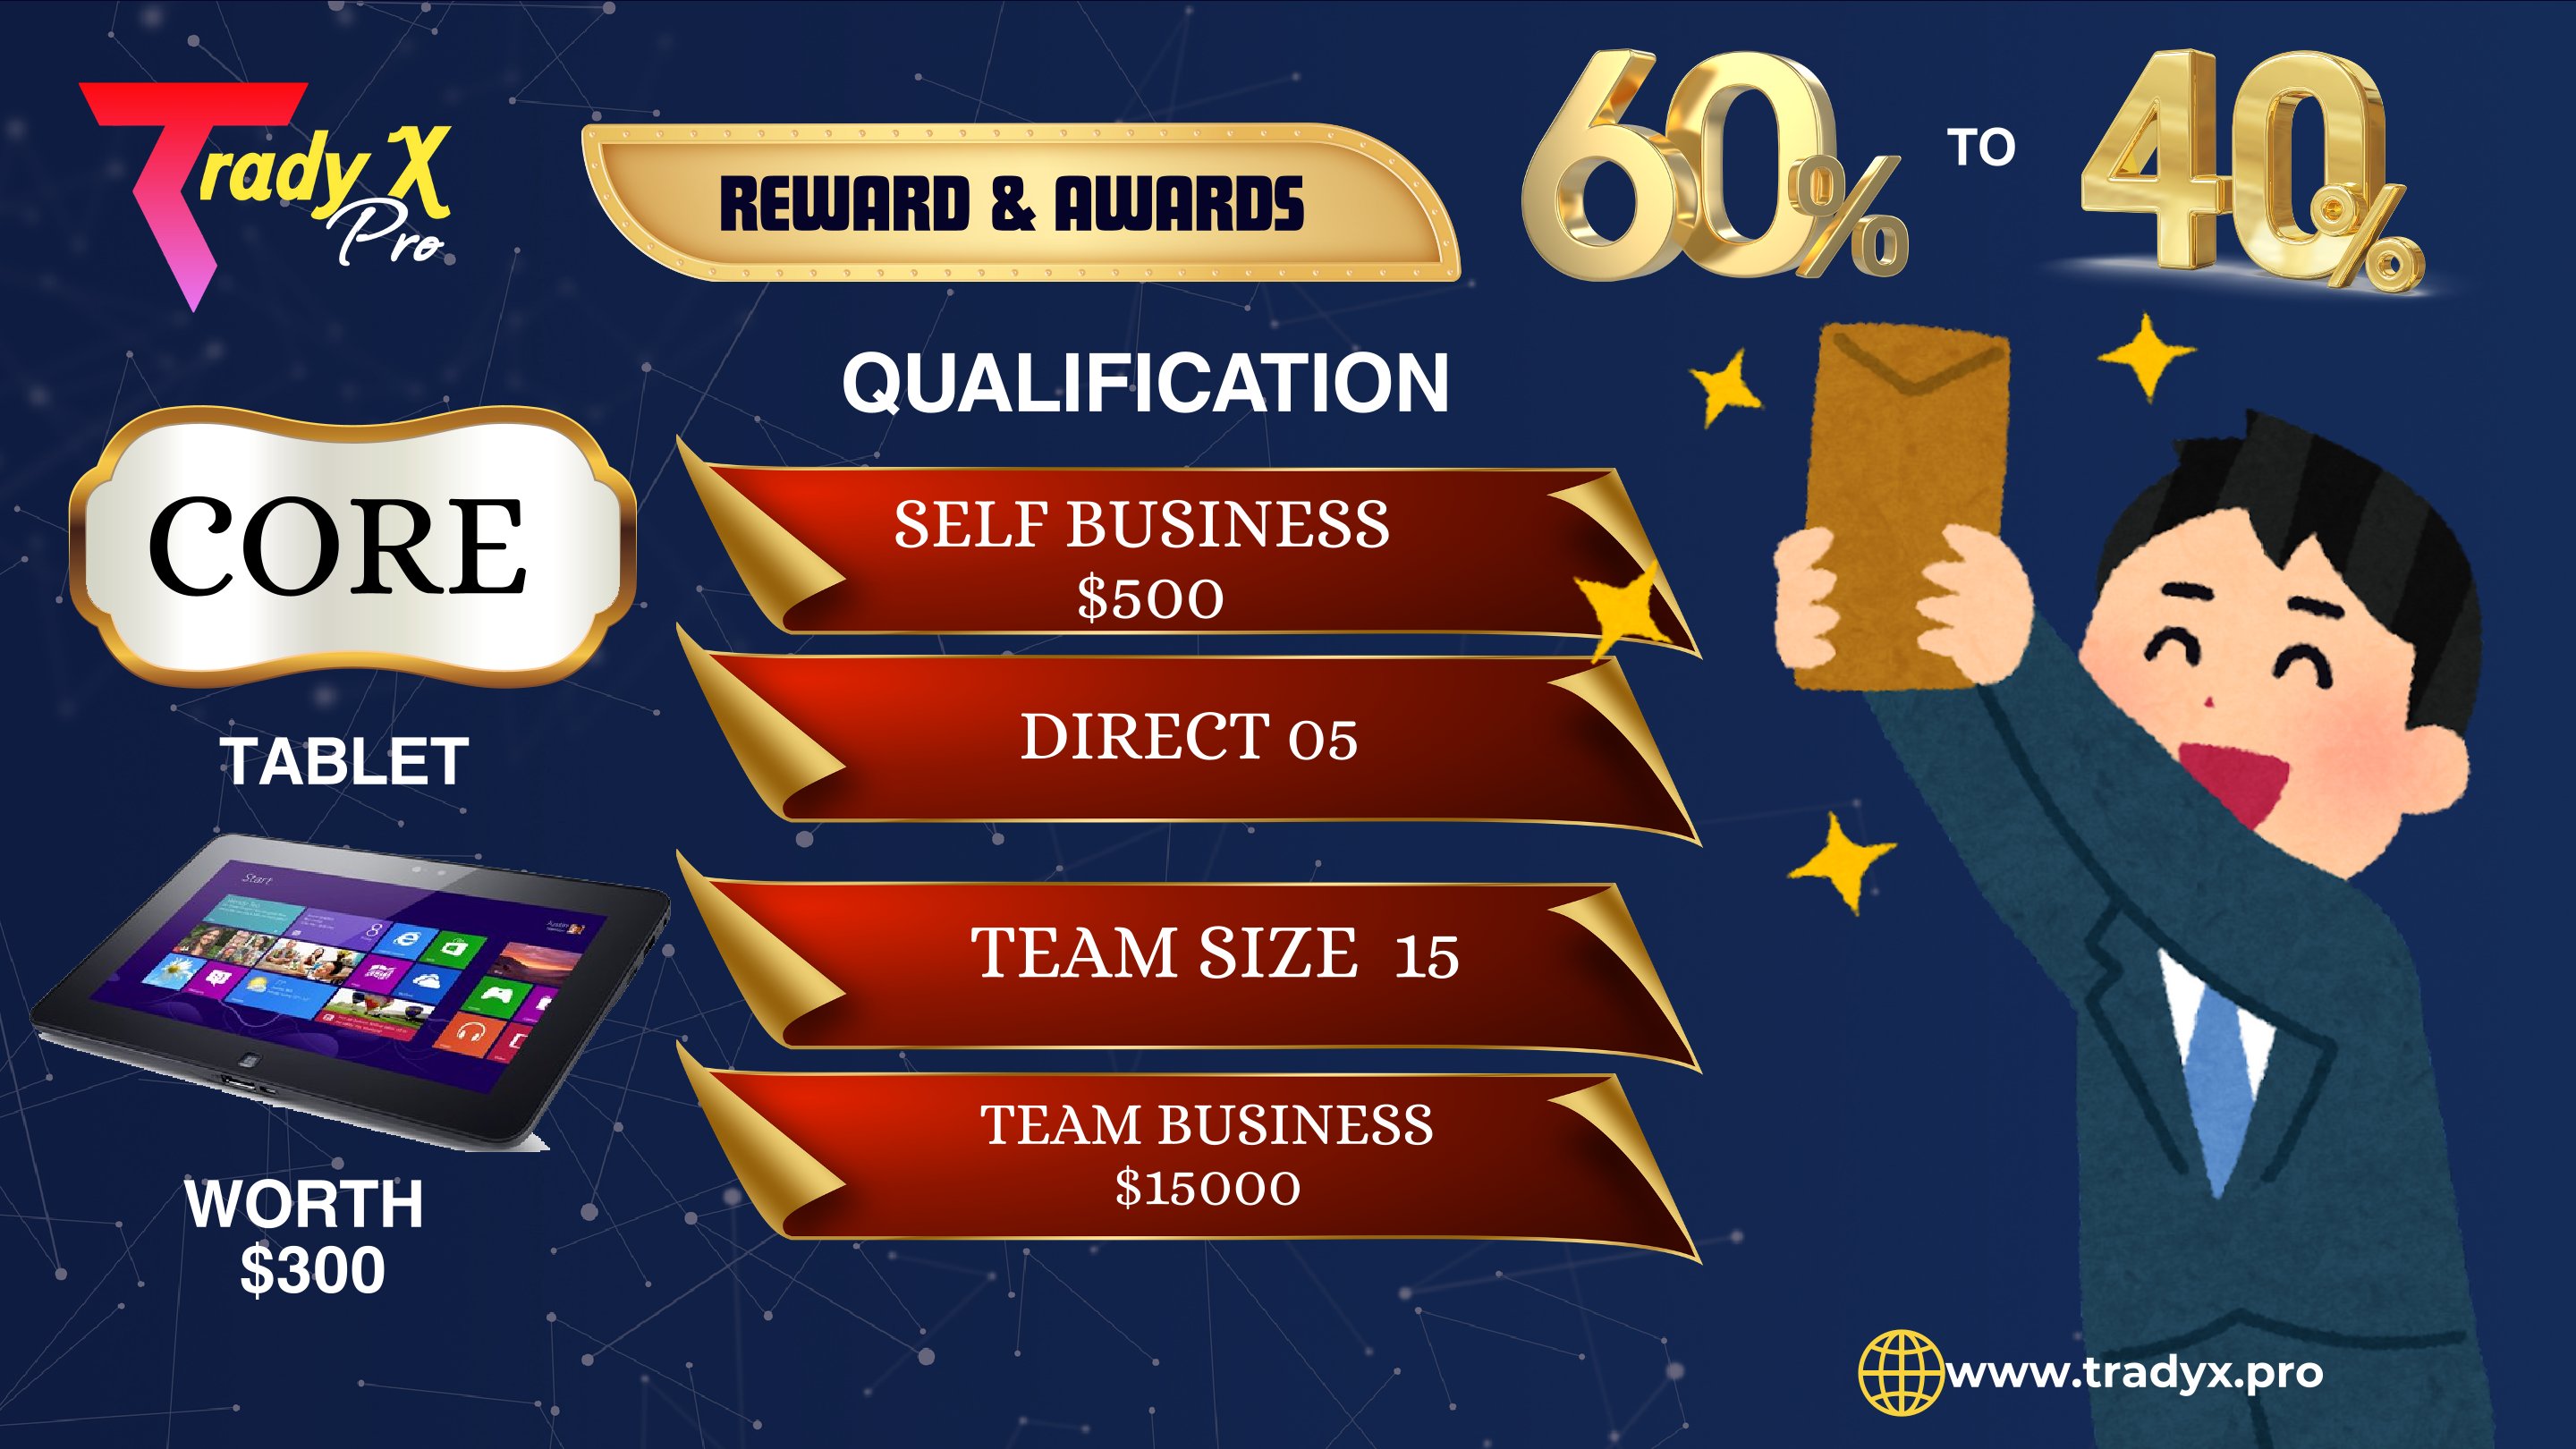 Trady X
Pro
REWARD & AWARDS
60% TO 40%
QUALIFICATION
CORE
SELF BUSINESS
$500
DIRECT 05
TABLET
TEAM SIZE 15
Start
TEAM BUSINESS
$15000
WORTH
$300
www.tradyx.pro